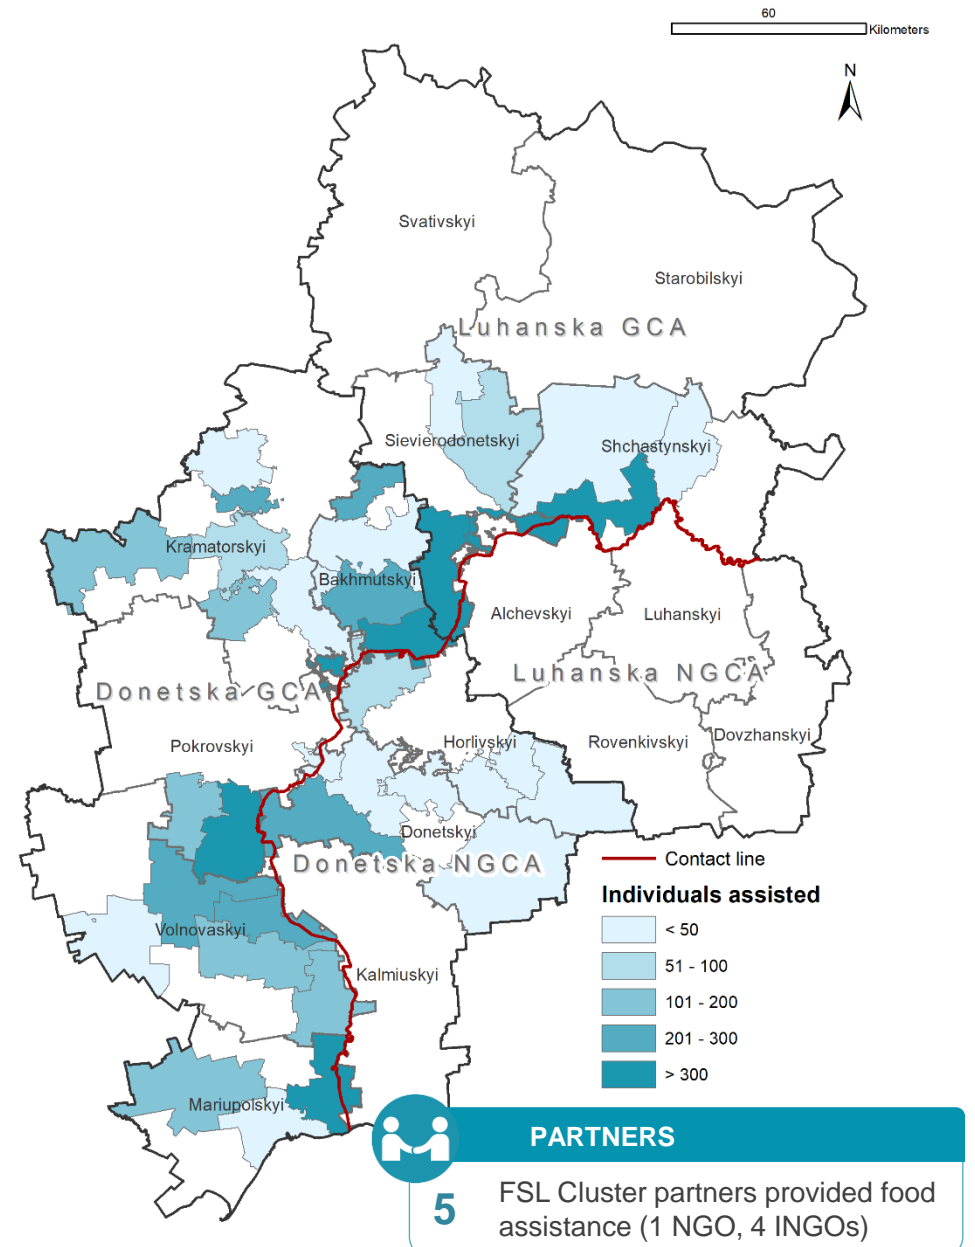 60
Kilometers
N
Svativskyi
Starobilskyi
Luhanska GCA
Sievierodonetskyi
Shchastynskyi
Kramatorskyi
Bakhmutskyi
Alchevskyi
Luhanskyi
Luhanska NGCA
Donetska GCA
Pokrovskyi
Horlivskyi
Rovenkivskyi
Dovzhanskyi
Donetskyi
Donetska NGCA
Volnovaskyi
Kalmiuskyi
Mariupolskyi
Contact line
Individuals assisted
< 50
51 - 100
101 - 200
201 - 300
> 300
PARTNERS
5
FSL Cluster partners provided food
assistance (1 NGO, 4 INGOs)